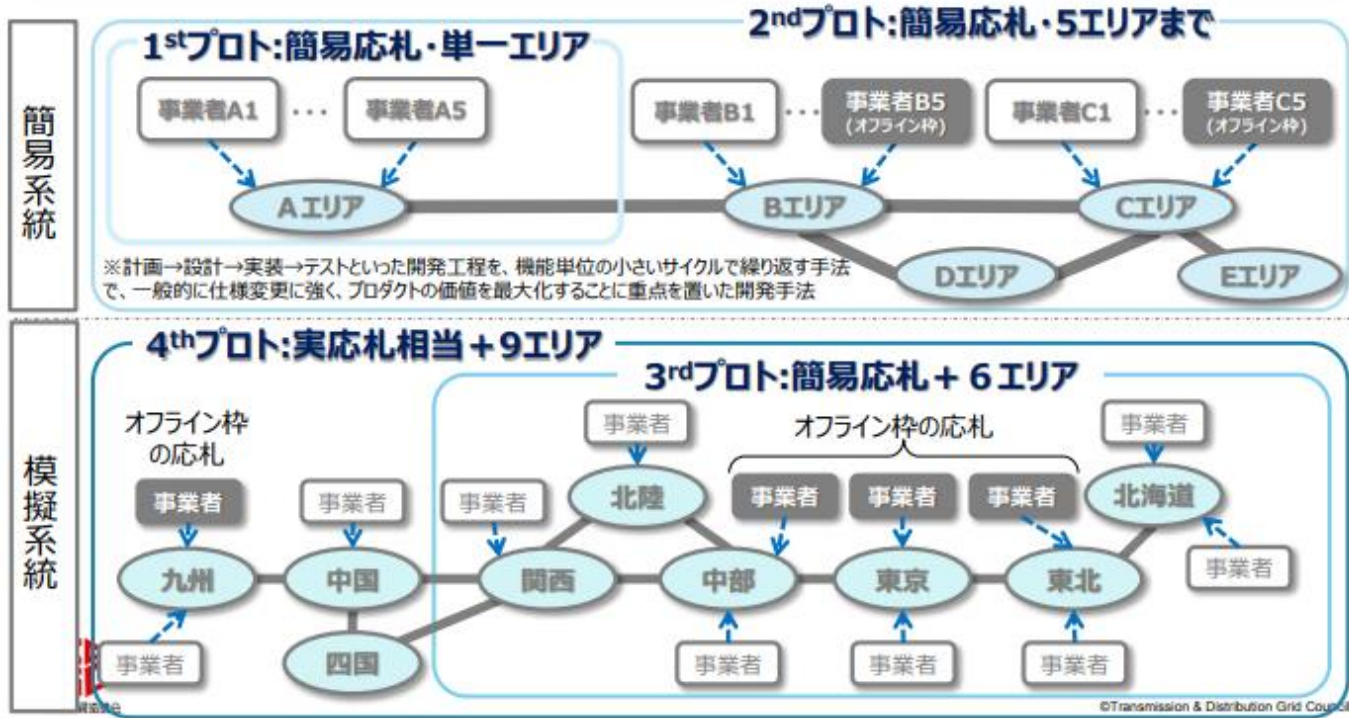 簡易系統
1stプロト:簡易応札・単一エリア
2ndプロト:簡易応札・5エリアまで
事業者A1
・・・
事業者A5
事業者B1
・・・
事業者B5
(オフライン枠)
事業者C1
・・・
事業者C5
(オフライン枠)
Aエリア
Bエリア
Cエリア
Dエリア
Eエリア
※計画→設計→実装→テストといった開発工程を、機能単位の小さいサイクルで繰り返す手法
で、一般的に仕様変更に強く、プロダクトの価値を最大化することに重点を置いた開発手法
模擬系統
4thプロト:実応札相当+9エリア
3rdプロト:簡易応札+6エリア
オフライン枠
の応札
事業者
事業者
事業者
事業者
オフライン枠の応札
事業者
事業者
事業者
事業者
北陸
北海道
九州
中国
関西
中部
東京
東北
事業者
四国
事業者
事業者
事業者
事業者
©Transmission & Distribution Grid Council